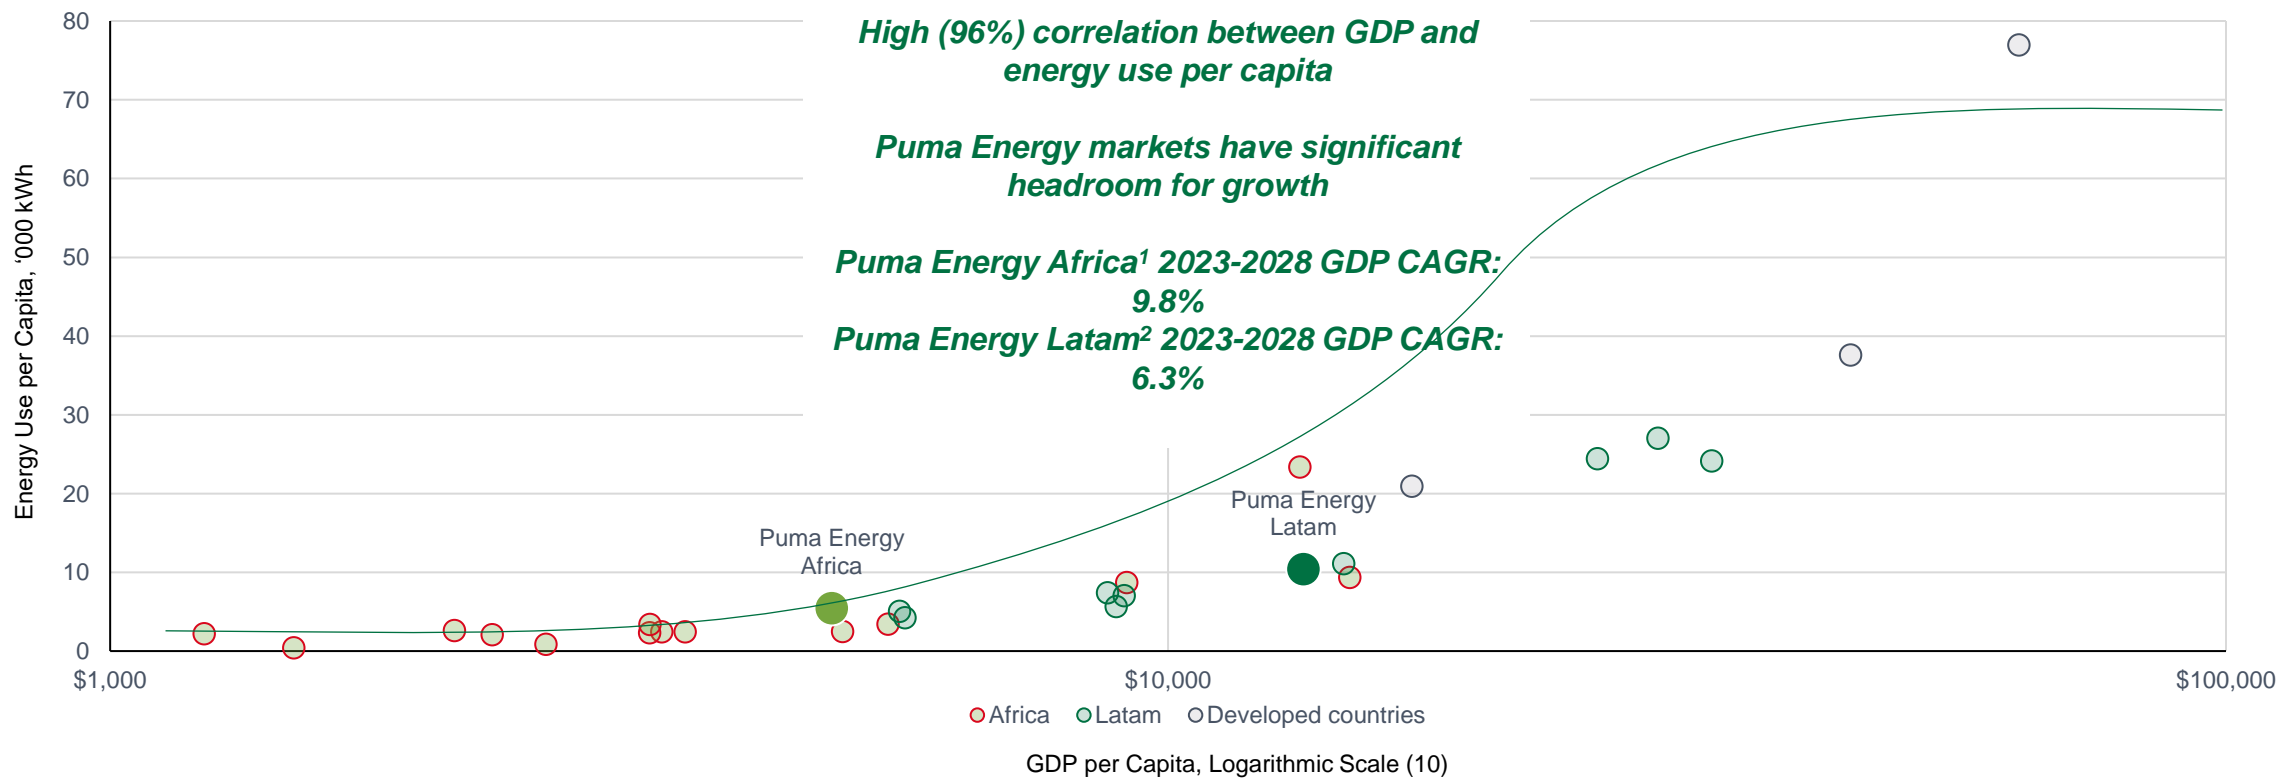 High (96%) correlation between GDP and
energy use per capita
Puma Energy markets have significant
headroom for growth
Puma Energy Africa¹ 2023-2028 GDP CAGR:
9.8%
Puma Energy Latam² 2023-2028 GDP CAGR:
6.3%
Energy Use per Capita, ‘000 kWh
80
70
60
50
40
30
20
10
0
Puma Energy
Africa
Puma Energy
Latam
$1,000
$10,000
$100,000
Africa
Latam
Developed countries
GDP per Capita, Logarithmic Scale (10)